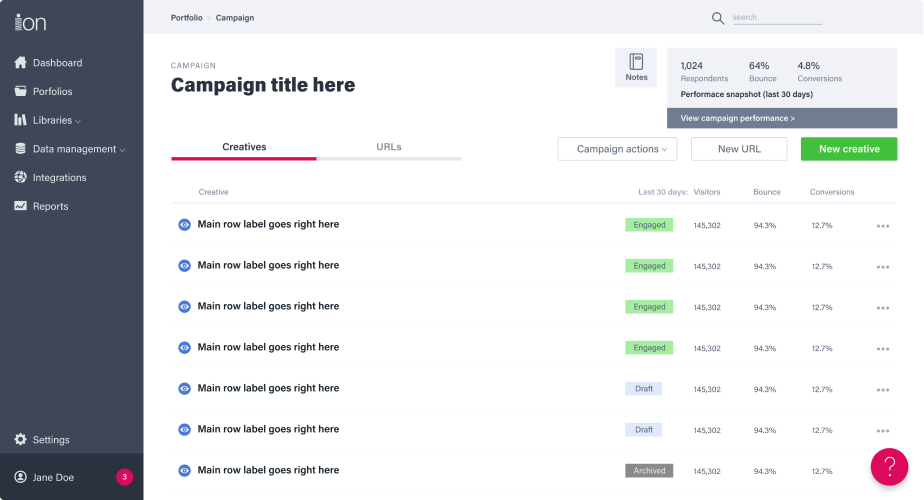 ion
Portfolio > Campaign
search
Dashboard
Porfolios
Libraries
Data management
Integrations
Reports
Settings
Jane Doe
3
CAMPAIGN
Campaign title here
Notes
1,024 64% 4.8%
Respondents Bounce Conversions
Performace snapshot (last 30 days)
View campaign performance >
Creatives URLs
Campaign actions New URL New creative
Creative Last 30 days: Visitors Bounce Conversions
Main row label goes right here Engaged 145,302 94.3% 12.7%
Main row label goes right here Engaged 145,302 94.3% 12.7%
Main row label goes right here Engaged 145,302 94.3% 12.7%
Main row label goes right here Engaged 145,302 94.3% 12.7%
Main row label goes right here Draft 145,302 94.3% 12.7%
Main row label goes right here Draft 145,302 94.3% 12.7%
Main row label goes right here Archived 145,302 94.3% 12.7%
?